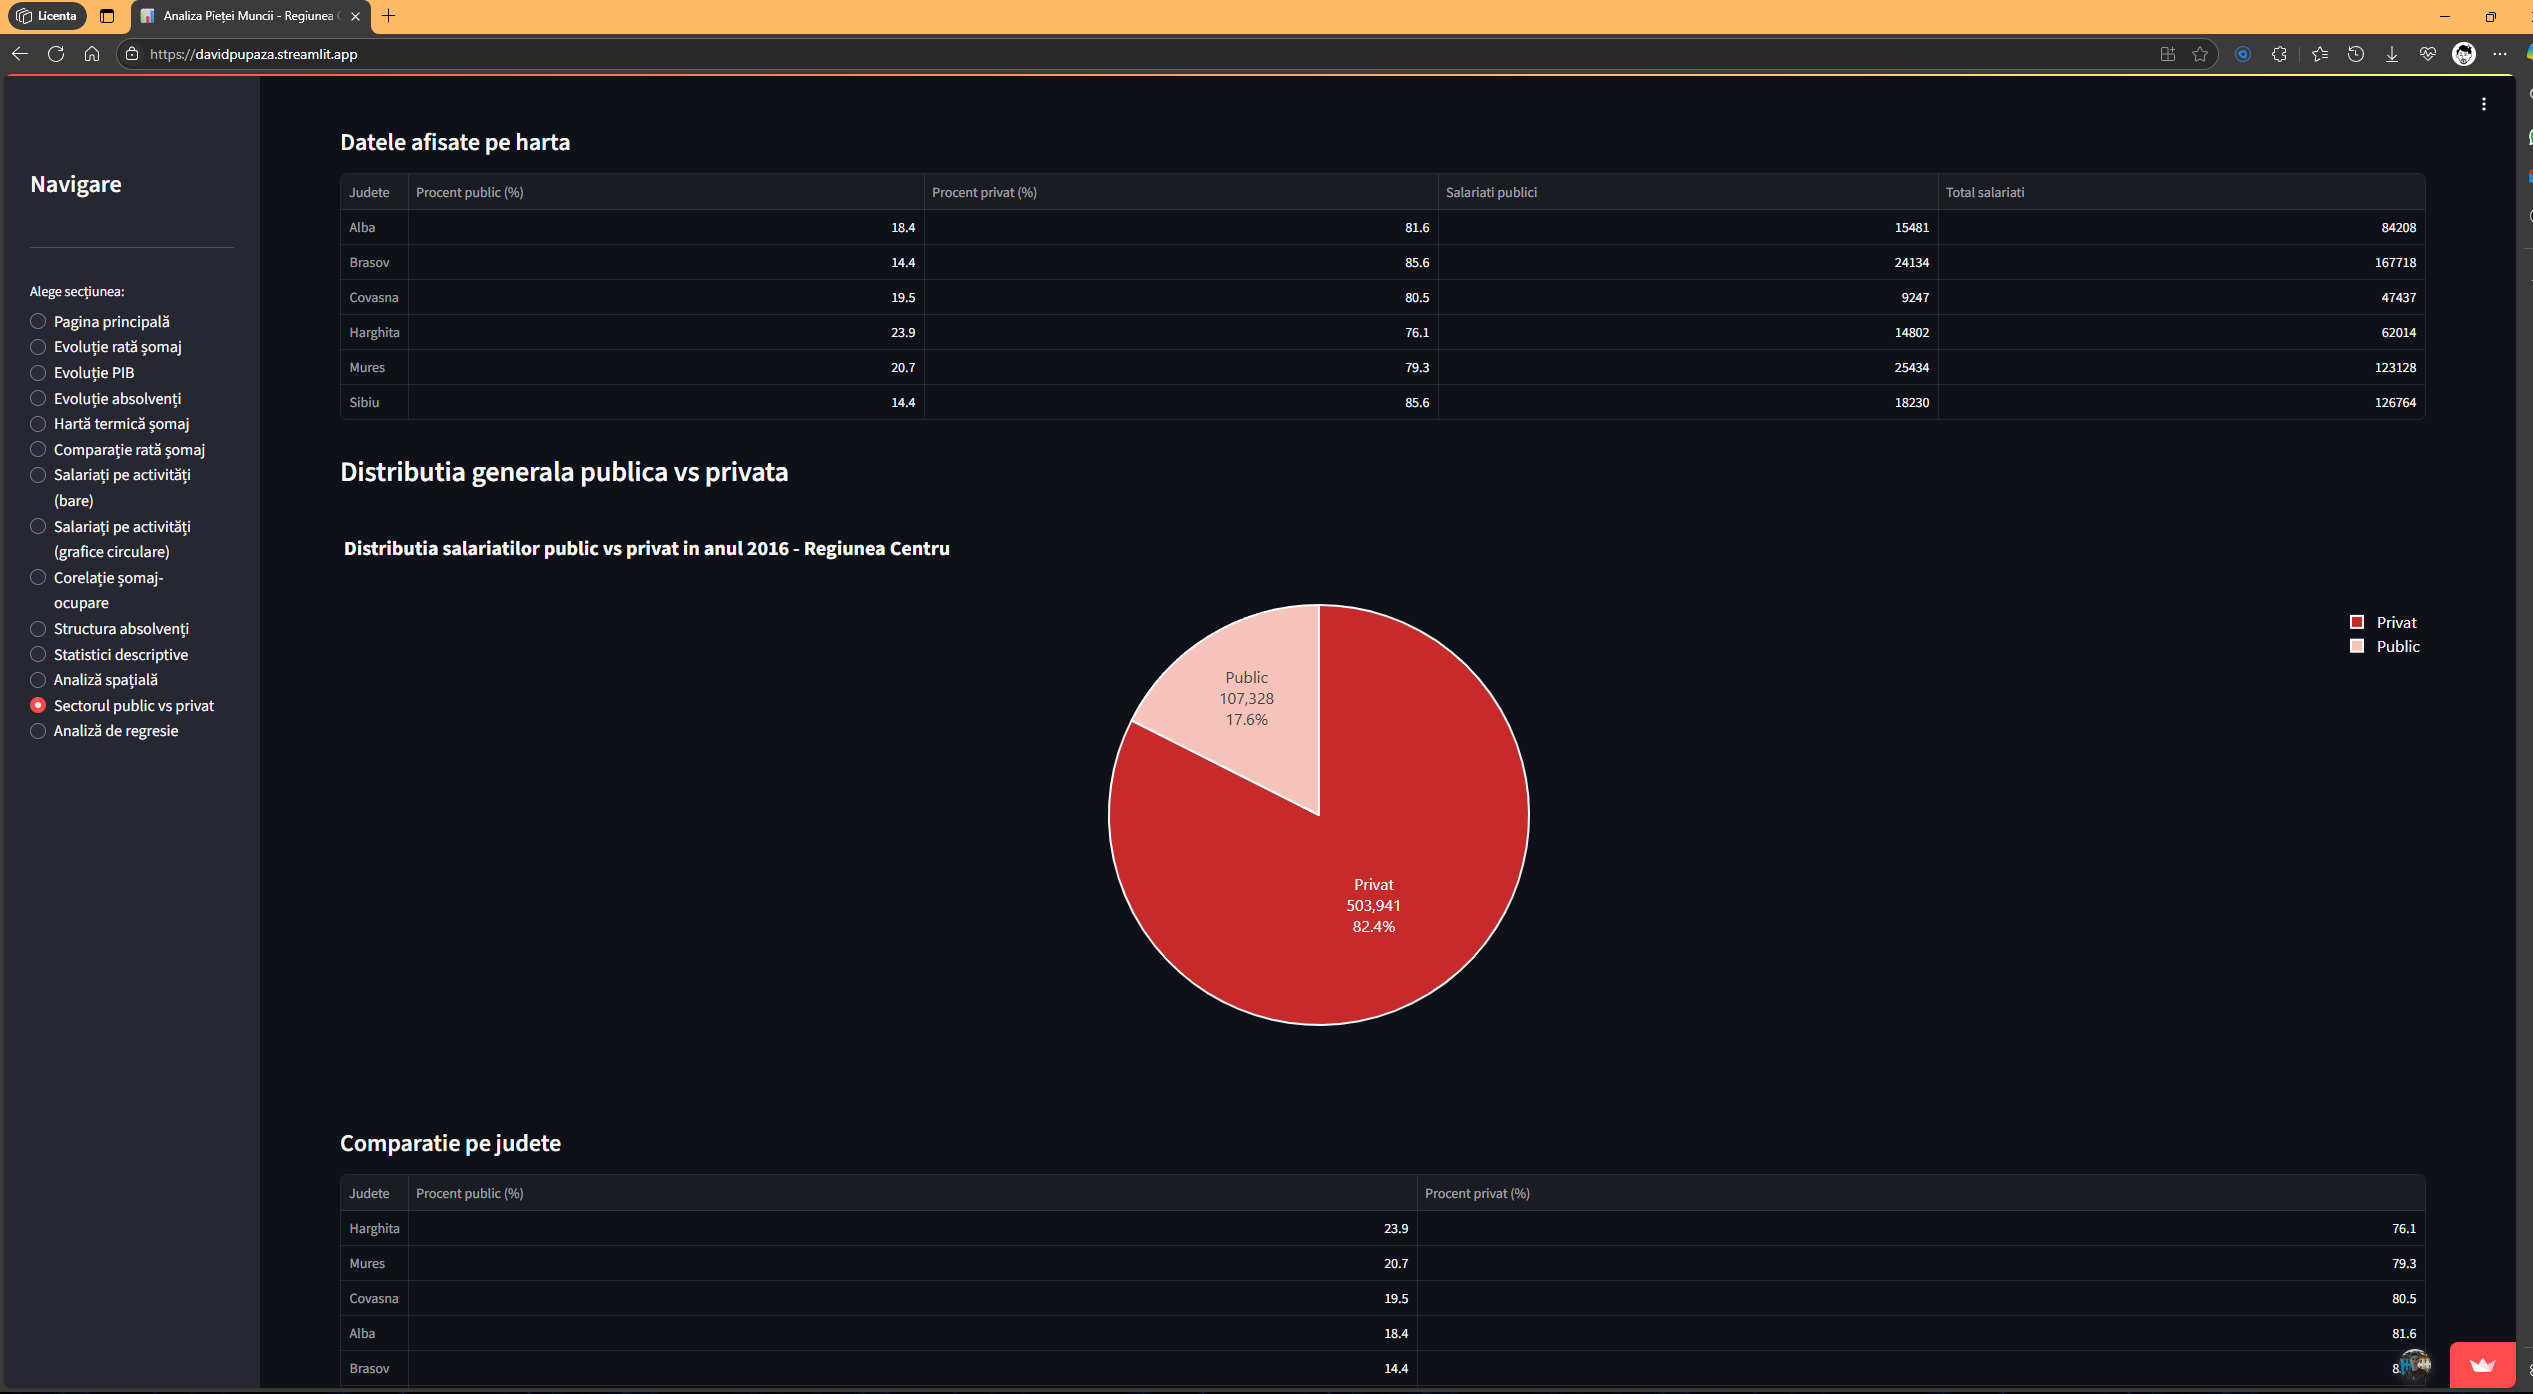 Licenta
Analiza Pieței Muncii - Regiunea
https://davidpupaza.streamlit.app
Navigare
Alege secțiunea:
Pagina principală
Evoluție rată șomaj
Evoluție PIB
Evoluție absolvenți
Hartă termică șomaj
Comparație rată șomaj
Salariați pe activități
(bare)
Salariați pe activități
(grafice circulare)
Corelație șomaj-
ocupare
Structura absolvenți
Statistici descriptive
Analiză spațială
Sectorul public vs privat
Analiză de regresie
Datele afisate pe harta
Judete Procent public (%) Procent privat (%) Salariati publici Total salariati
Alba 18.4 81.6 15481 84208
Brasov 14.4 85.6 24134 167718
Covasna 19.5 80.5 9247 47437
Harghita 23.9 76.1 14802 62014
Mures 20.7 79.3 25434 123128
Sibiu 14.4 85.6 18230 126764
Distributia generala publica vs privata
Distributia salariatilor public vs privat in anul 2016 - Regiunea Centru
Privat
Public
Public
107,328
17.6%
Privat
503,941
82.4%
Comparatie pe judete
Judete Procent public (%) Procent privat (%)
Harghita 23.9 76.1
Mures 20.7 79.3
Covasna 19.5 80.5
Alba 18.4 81.6
Brasov 14.4